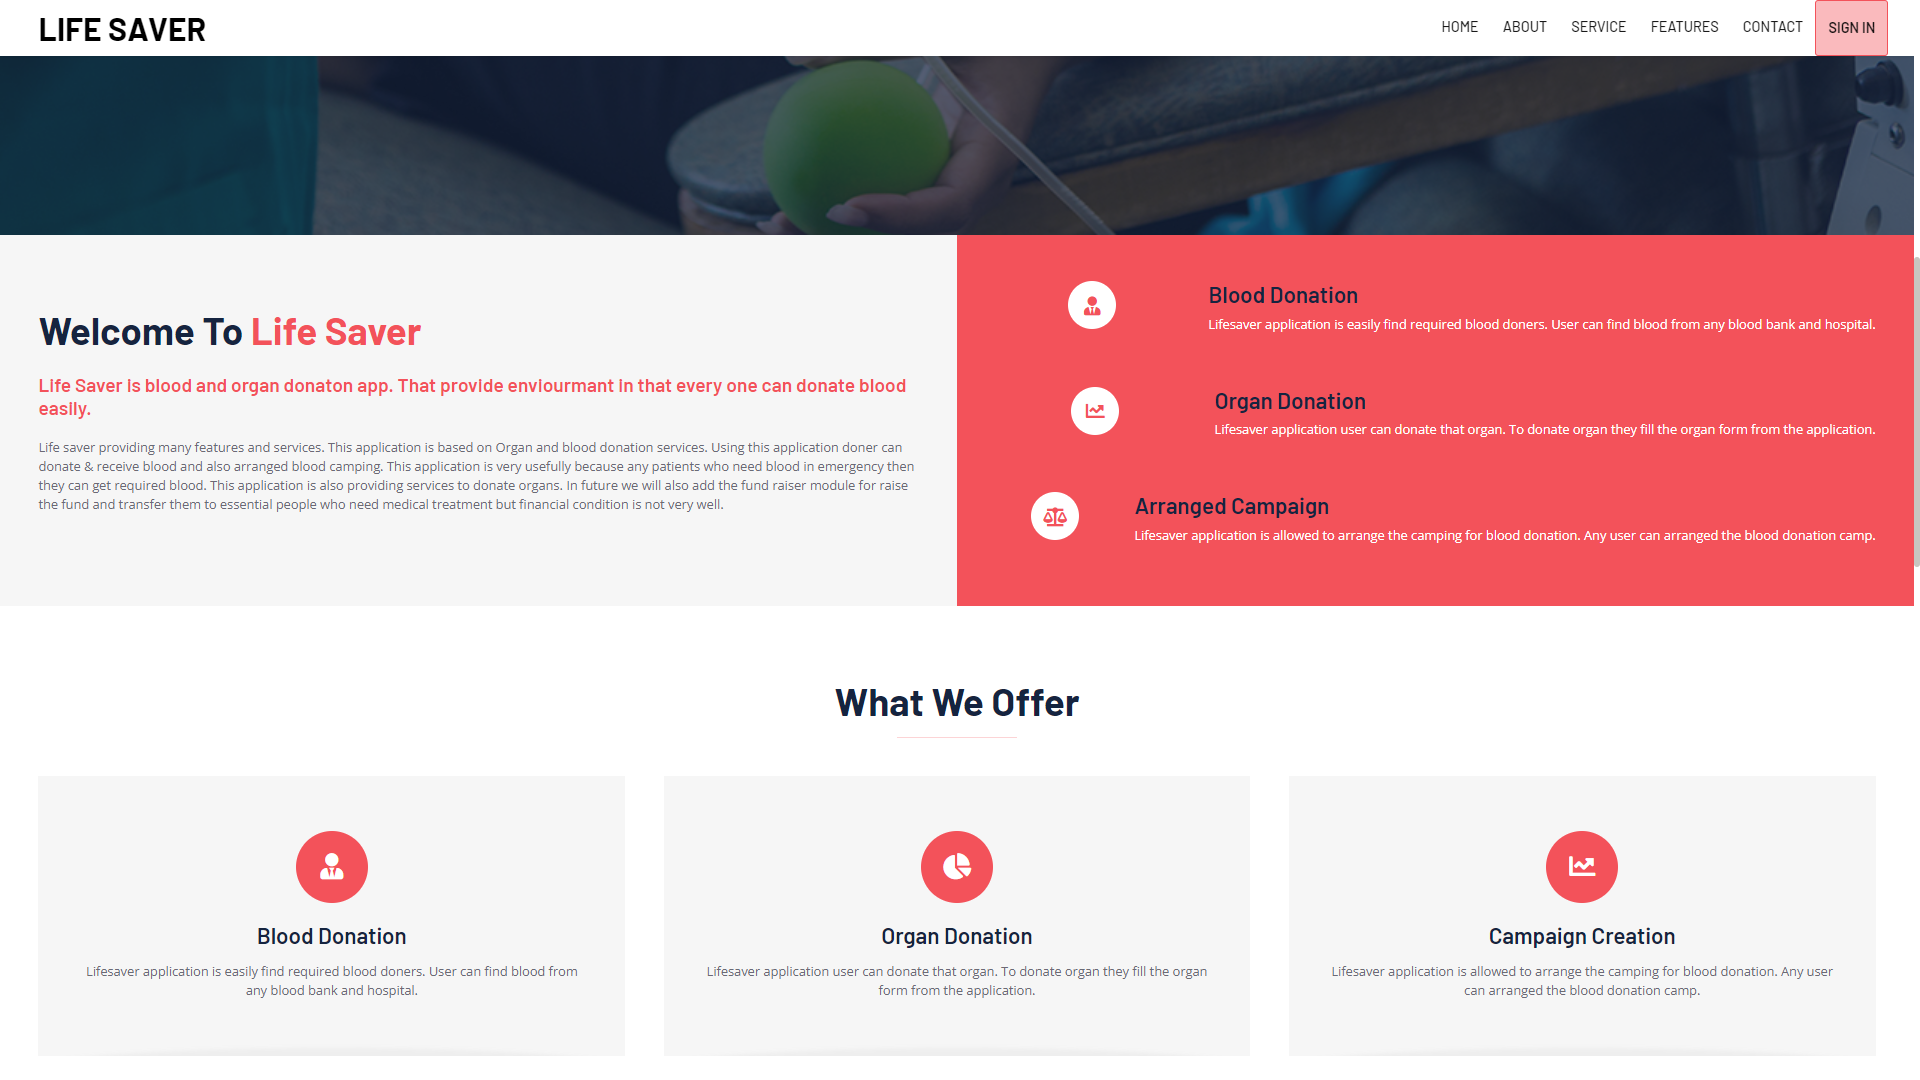 LIFE SAVER
HOME ABOUT SERVICE FEATURES CONTACT SIGN IN
Welcome To Life Saver
Life Saver is blood and organ donaton app. That provide enviourmant in that every one can donate blood
easily.
Life saver providing many features and services. This application is based on Organ and blood donation services. Using this application doner can
donate & receive blood and also arranged blood camping. This application is very usefully because any patients who need blood in emergency then
they can get required blood. This application is also providing services to donate organs. In future we will also add the fund raiser module for raise
the fund and transfer them to essential people who need medical treatment but financial condition is not very well.
Blood Donation
Lifesaver application is easily find required blood doners. User can find blood from any blood bank and hospital.
Organ Donation
Lifesaver application user can donate that organ. To donate organ they fill the organ form from the application.
Arranged Campaign
Lifesaver application is allowed to arrange the camping for blood donation. Any user can arranged the blood donation camp.
What We Offer
Blood Donation
Lifesaver application is easily find required blood doners. User can find blood from
any blood bank and hospital.
Organ Donation
Lifesaver application user can donate that organ. To donate organ they fill the organ
form from the application.
Campaign Creation
Lifesaver application is allowed to arrange the camping for blood donation. Any user
can arranged the blood donation camp.